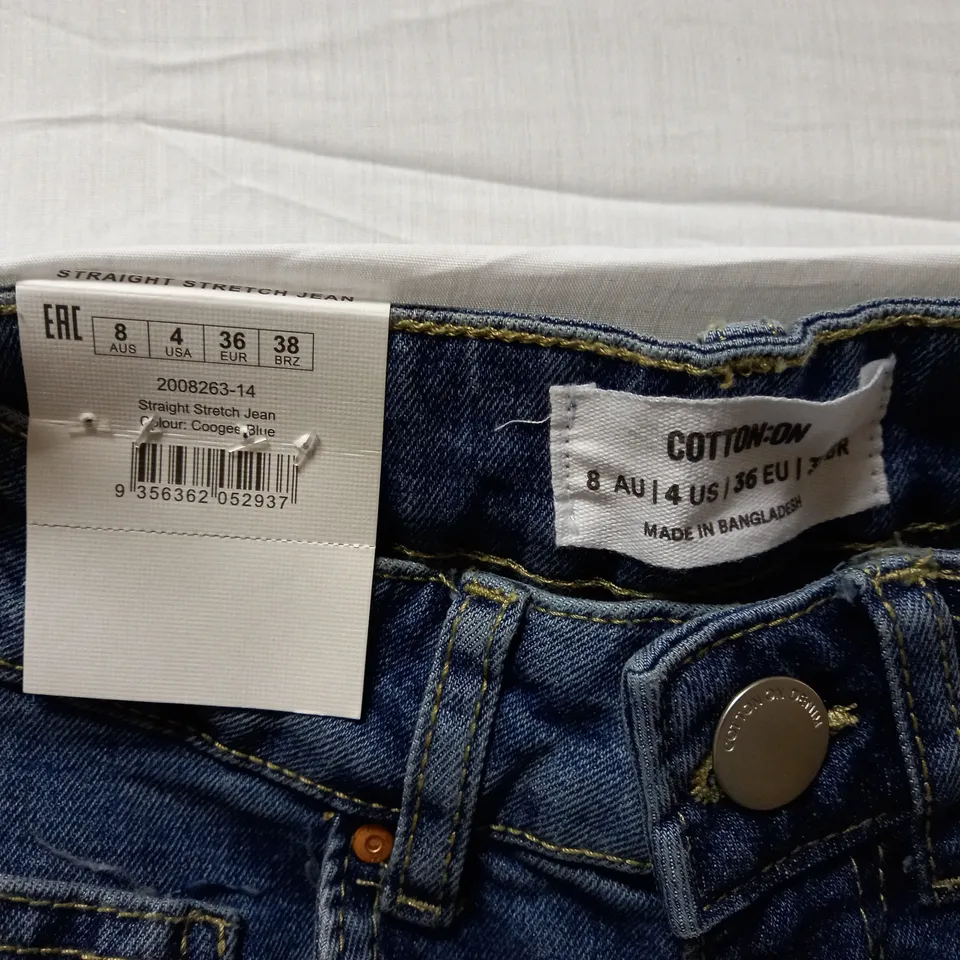 STRAIGHT STRETCH JEAN
EAC
8 4 36 38
AUS USA EUR BRZ
2008263-14
Straight Stretch Jean
Colour: Coogee Blue
9 356362 052937
COTTON:ON
8 AU | 4 US / 36 EU |
MADE IN BANGLADESH
COTTON ON DENIM